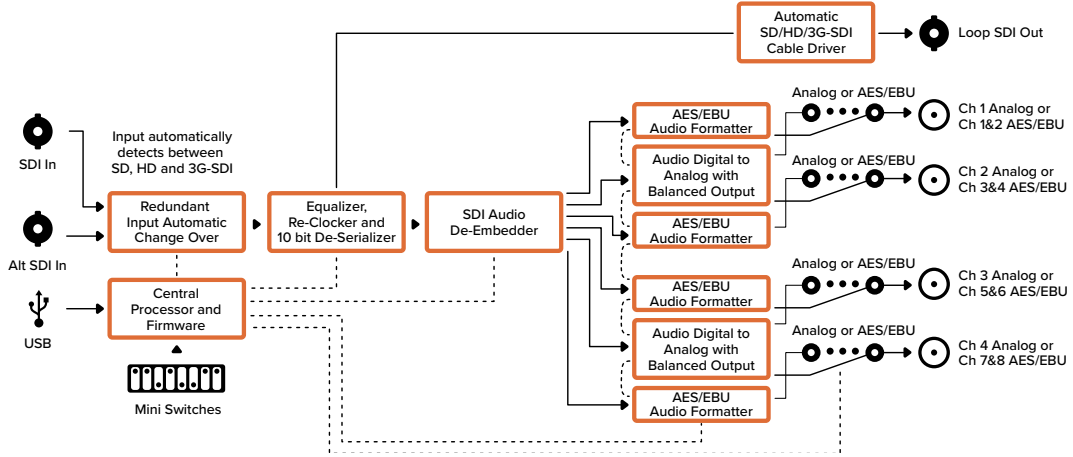 Automatic
SD/HD/3G-SDI
Cable Driver
Loop SDI Out
SDI In
Alt SDI In
USB
Input automatically
detects between
SD, HD and 3G-SDI
Redundant
Input Automatic
Change Over
Equalizer,
Re-Clocker and
10 bit De-Serializer
SDI Audio
De-Embedder
Central
Processor and
Firmware
Mini Switches
AES/EBU
Audio Formatter
Audio Digital to
Analog with
Balanced Output
AES/EBU
Audio Formatter
AES/EBU
Audio Formatter
Audio Digital to
Analog with
Balanced Output
AES/EBU
Audio Formatter
Analog or AES/EBU
Ch 1 Analog or
Ch 1&2 AES/EBU
Analog or AES/EBU
Ch 2 Analog or
Ch 3&4 AES/EBU
Analog or AES/EBU
Ch 3 Analog or
Ch 5&6 AES/EBU
Analog or AES/EBU
Ch 4 Analog or
Ch 7&8 AES/EBU